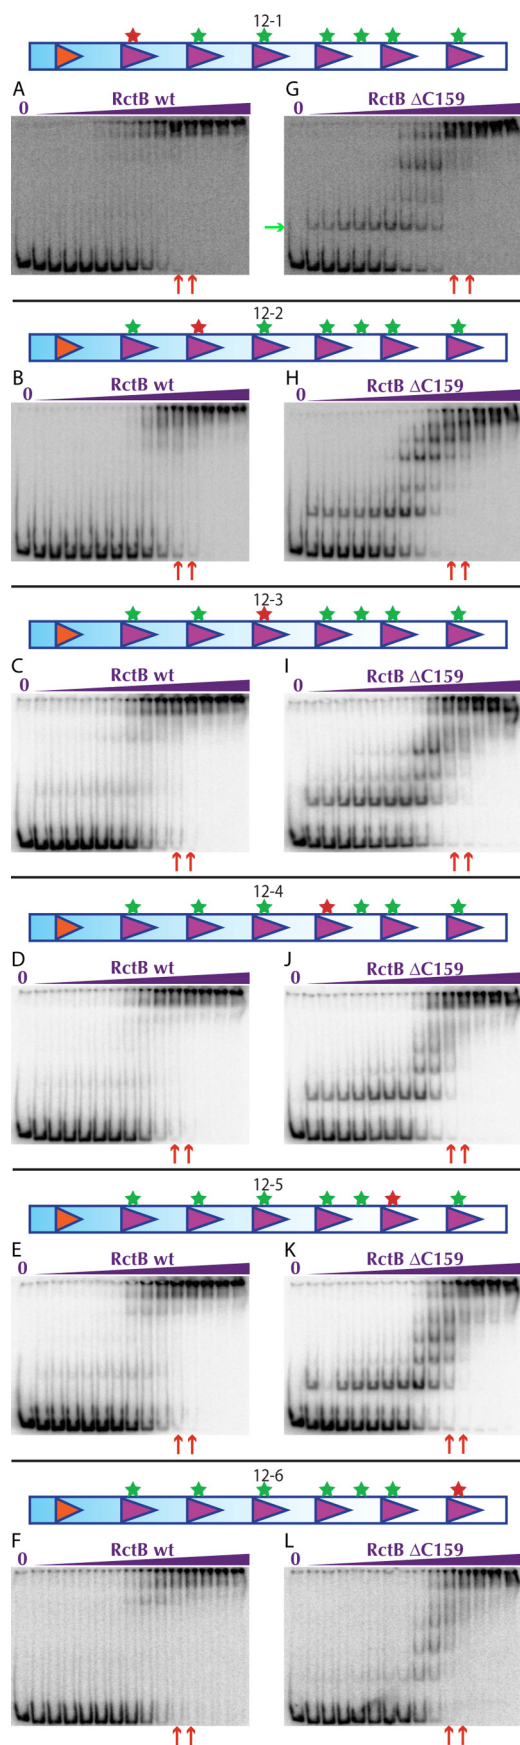 12-1
A
0
RctB wt
G
0
RctB ΔC159
12-2
B
0
RctB wt
H
0
RctB ΔC159
12-3
C
0
RctB wt
I
0
RctB ΔC159
12-4
D
0
RctB wt
J
0
RctB ΔC159
12-5
E
0
RctB wt
K
0
RctB ΔC159
12-6
F
0
RctB wt
L
0
RctB ΔC159